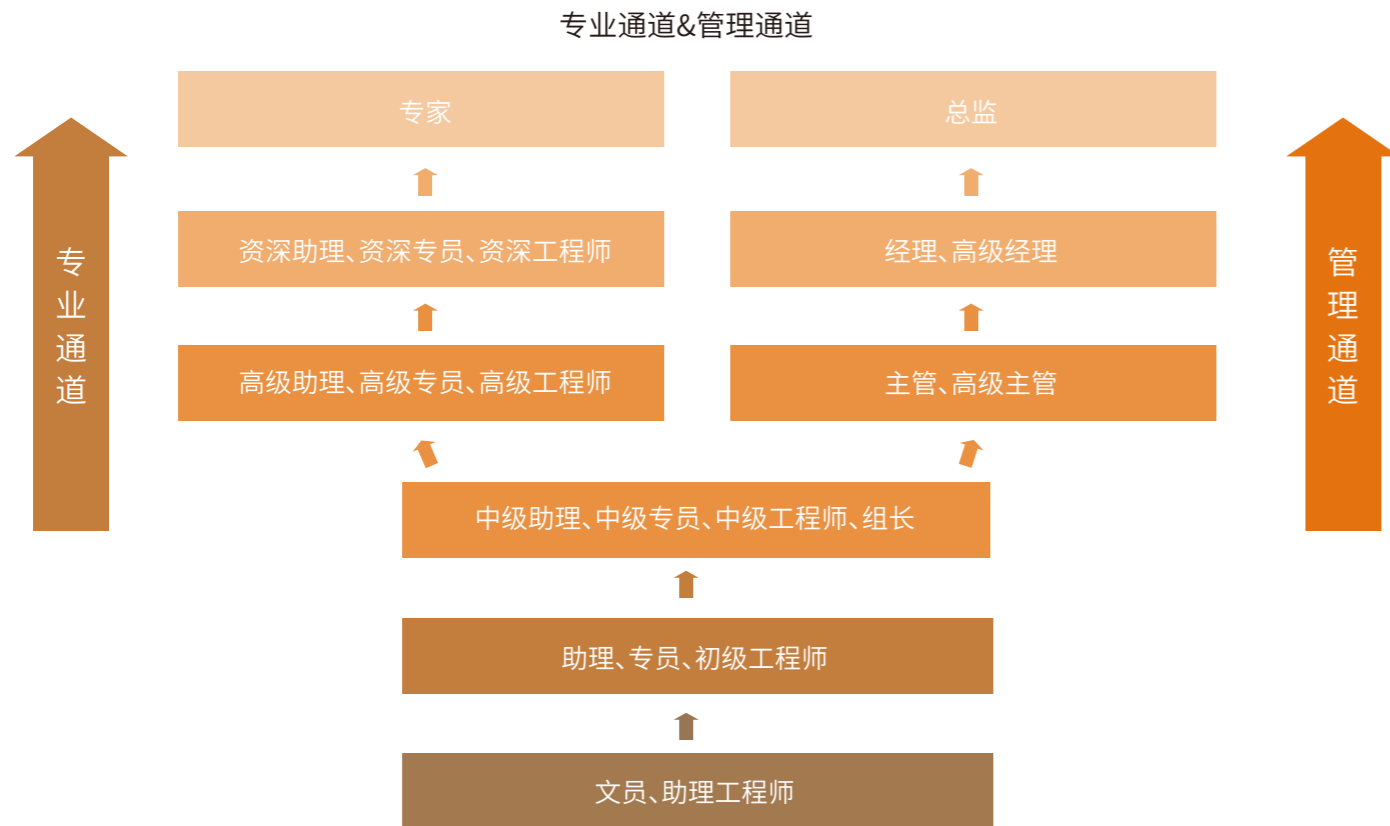 专业通道&管理通道
专家
总监
资深助理、资深专员、资深工程师
经理、高级经理
高级助理、高级专员、高级工程师
主管、高级主管
中级助理、中级专员、中级工程师、组长
助理、专员、初级工程师
文员、助理工程师
专业通道
管理通道